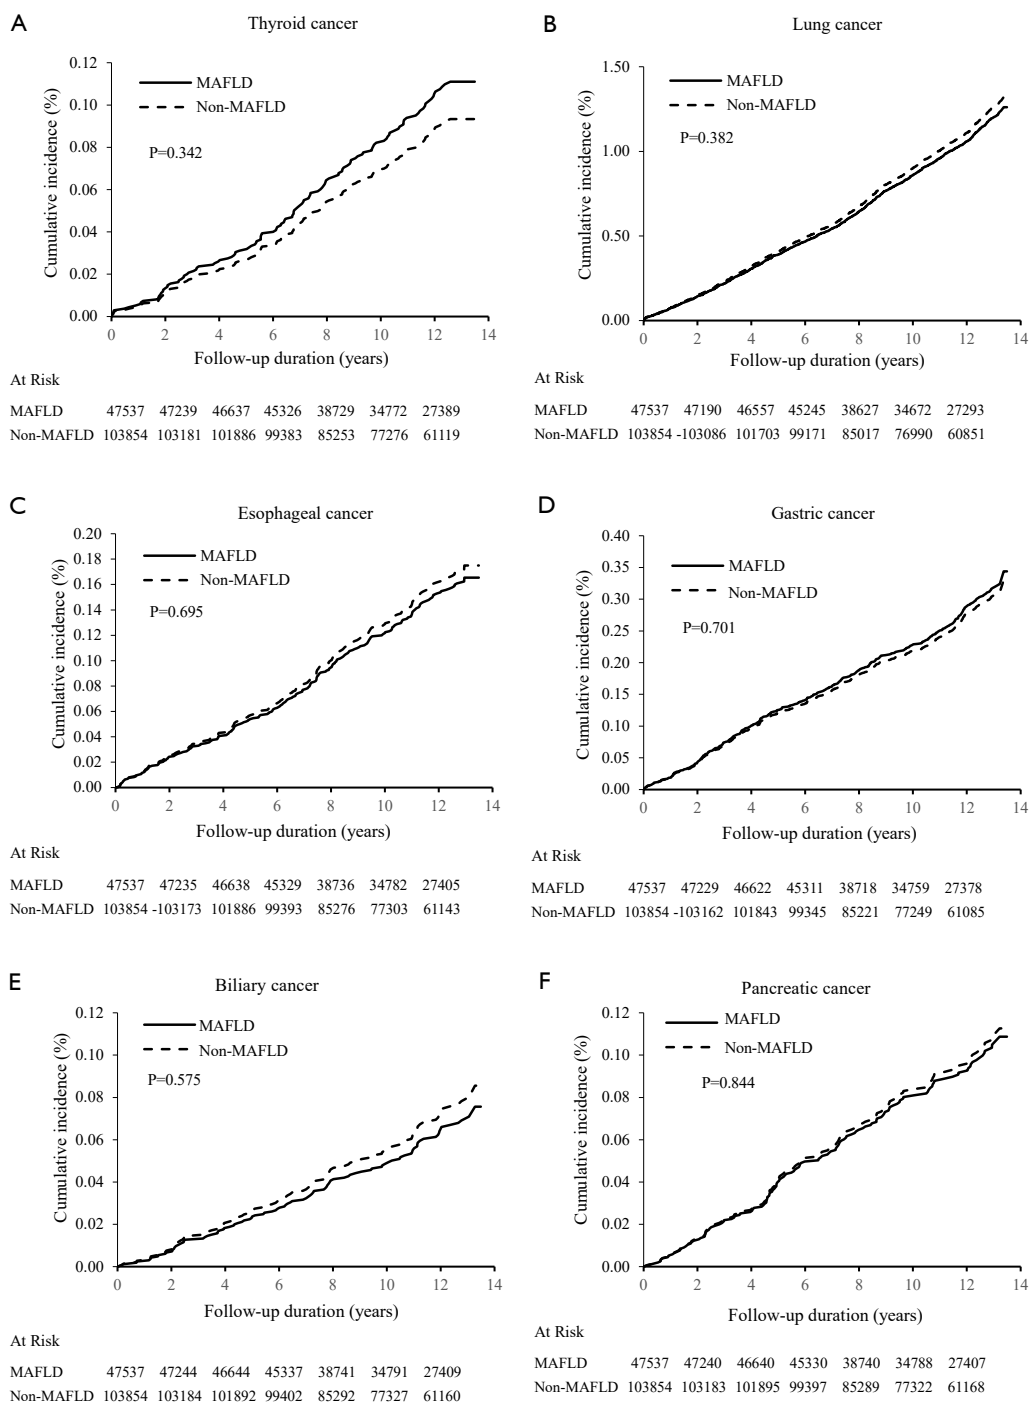 A
Thyroid cancer
0.12
0.10
0.08
0.06
0.04
0.02
0.00
Cumulative incidence (%)
MAFLD
Non-MAFLD
P=0.342
0 2 4 6 8 10 12 14
Follow-up duration (years)
At Risk
MAFLD 47537 47239 46637 45326 38729 34772 27389
Non-MAFLD 103854 103181 101886 99383 85253 77276 61119
B
Lung cancer
1.50
1.00
0.50
0.00
Cumulative incidence (%)
MAFLD
Non-MAFLD
P=0.382
0 2 4 6 8 10 12 14
Follow-up duration (years)
At Risk
MAFLD 47537 47190 46557 45245 38627 34672 27293
Non-MAFLD 103854 -103086 101703 99171 85017 76990 60851
C
Esophageal cancer
0.20
0.18
0.16
0.14
0.12
0.10
0.08
0.06
0.04
0.02
0.00
Cumulative incidence (%)
MAFLD
Non-MAFLD
P=0.695
0 2 4 6 8 10 12 14
Follow-up duration (years)
At Risk
MAFLD 47537 47235 46638 45329 38736 34782 27405
Non-MAFLD 103854 -103173 101886 99393 85276 77303 61143
D
Gastric cancer
0.40
0.35
0.30
0.25
0.20
0.15
0.10
0.05
0.00
Cumulative incidence (%)
MAFLD
Non-MAFLD
P=0.701
0 2 4 6 8 10 12 14
Follow-up duration (years)
At Risk
MAFLD 47537 47229 46622 45311 38718 34759 27378
Non-MAFLD 103854 -103162 101843 99345 85221 77249 61085
E
Biliary cancer
0.12
0.10
0.08
0.06
0.04
0.02
0.00
Cumulative incidence (%)
MAFLD
Non-MAFLD
P=0.575
0 2 4 6 8 10 12 14
Follow-up duration (years)
At Risk
MAFLD 47537 47244 46644 45337 38741 34791 27409
Non-MAFLD 103854 103184 101892 99402 85292 77327 61160
F
Pancreatic cancer
0.12
0.10
0.08
0.06
0.04
0.02
0.00
Cumulative incidence (%)
MAFLD
Non-MAFLD
P=0.844
0 2 4 6 8 10 12 14
Follow-up duration (years)
At Risk
MAFLD 47537 47240 46640 45330 38740 34788 27407
Non-MAFLD 103854 103183 101895 99397 85289 77322 61168